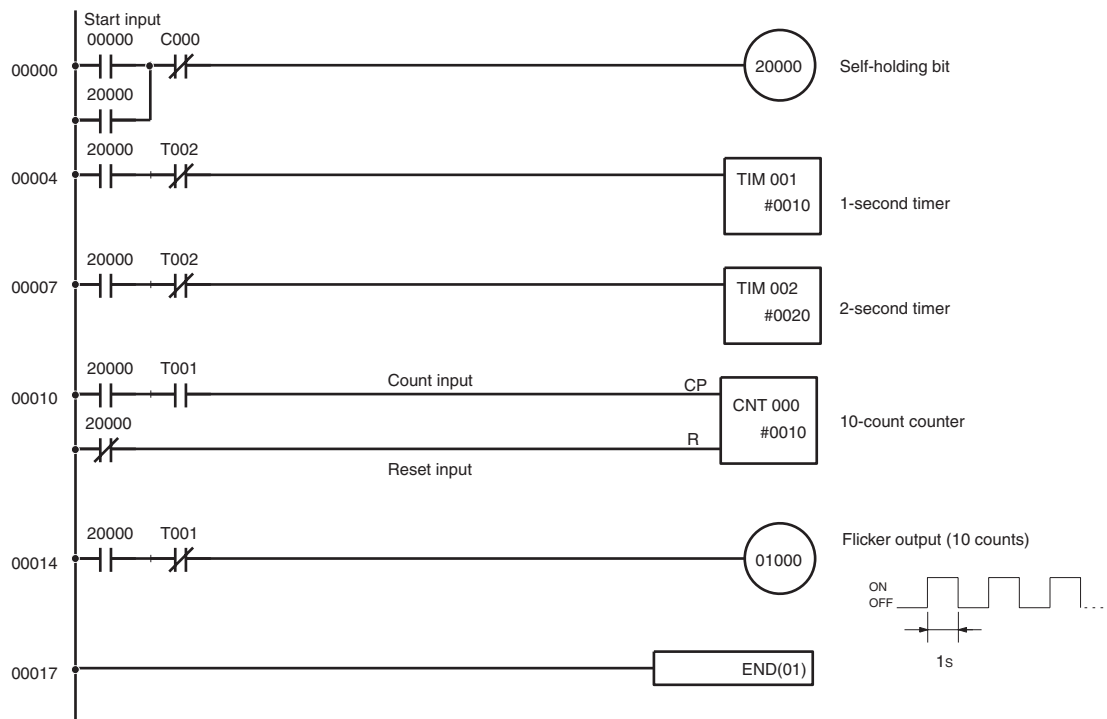 Start input
00000 C000
00000
20000 Self-holding bit
20000
20000 T002
00004
TIM 001
#0010
1-second timer
20000 T002
00007
TIM 002
#0020
2-second timer
20000 T001
00010
Count input
CP
CNT 000
#0010
10-count counter
20000
R
Reset input
20000 T001
00014
01000
Flicker output (10 counts)
ON
OFF
1s
00017
END(01)